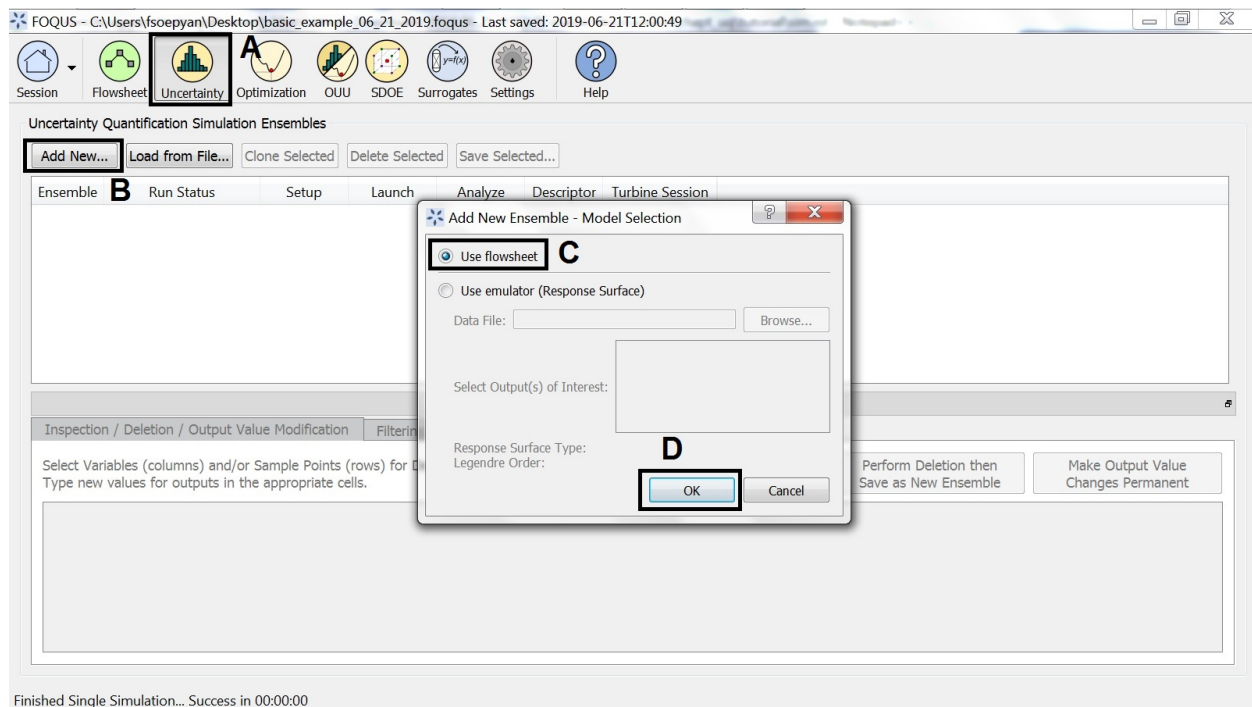 FOQUS - C:\Users\fsoepyan\Desktop\basic_example_06_21_2019.foqus - Last saved: 2019-06-21T12:00:49
A
Session Flowsheet Uncertainty Optimization OUU SDOE Surrogates Settings Help
y=f(x)
Uncertainty Quantification Simulation Ensembles
Add New... Load from File... Clone Selected Delete Selected Save Selected...
B
Ensemble Run Status Setup Launch Analyze Descriptor Turbine Session
Add New Ensemble - Model Selection
Use flowsheet C
Use emulator (Response Surface)
Data File: Browse...
Select Output(s) of Interest:
Response Surface Type:
Legendre Order:
D
OK Cancel
Inspection / Deletion / Output Value Modification
Select Variables (columns) and/or Sample Points (rows) for
Type new values for outputs in the appropriate cells.
Perform Deletion then
Save as New Ensemble
Make Output Value
Changes Permanent
Finished Single Simulation... Success in 00:00:00